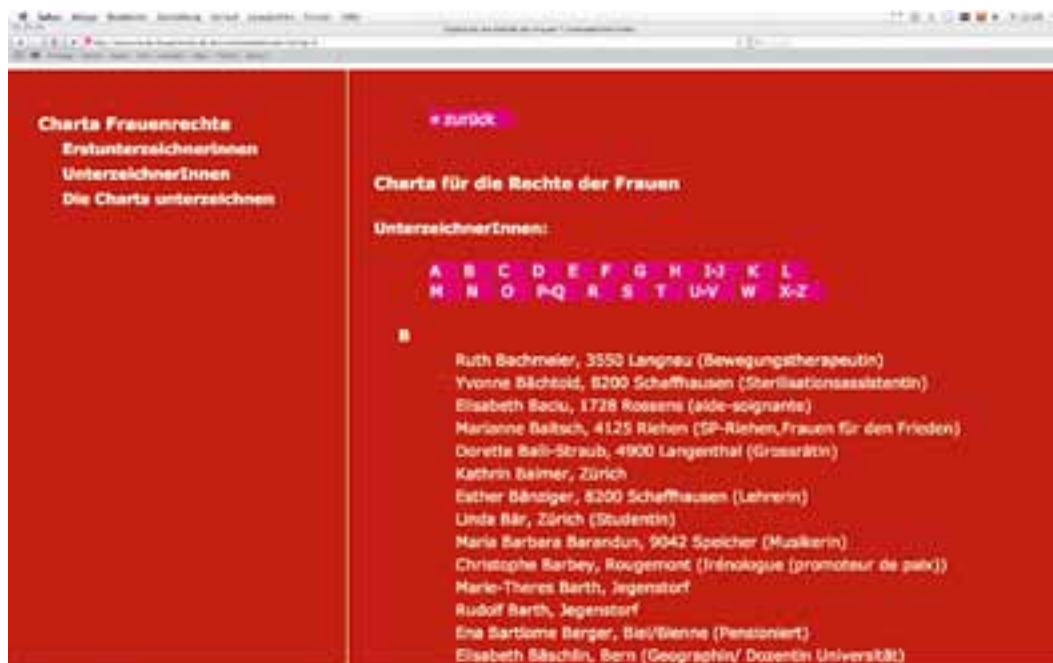 Charta Frauenrechte
ErstunterzeichnerInnen
UnterzeichnerInnen
Die Charta unterzeichnen
« zurück
Charta für die Rechte der Frauen
UnterzeichnerInnen:
A B C D E F G H I-J K L
M N O P-Q R S T U-V W X-Z
B
Ruth Bachmeier, 3550 Langnau (Bewegungstherapeutin)
Yvonne Bächtold, 8200 Schaffhausen (Sterilisationsassistentin)
Elisabeth Baciu, 1728 Rossens (aide-soignante)
Marianne Baitsch, 4125 Riehen (SP-Riehen,Frauen für den Frieden)
Dorette Balli-Straub, 4900 Langenthal (Grossrätin)
Kathrin Balmer, Zürich
Esther Bänziger, 8200 Schaffhausen (Lehrerin)
Linda Bär, Zürich (Studentin)
Maria Barbara Barandun, 9042 Speicher (Musikerin)
Christophe Barbey, Rougemont (Irénologue (promoteur de paix))
Marie-Theres Barth, Jegenstorf
Rudolf Barth, Jegenstorf
Ena Bartlome Berger, Biel/Bienne (Pensioniert)
Elisabeth Bäschlin, Bern (Geographin/ Dozentin Universität)